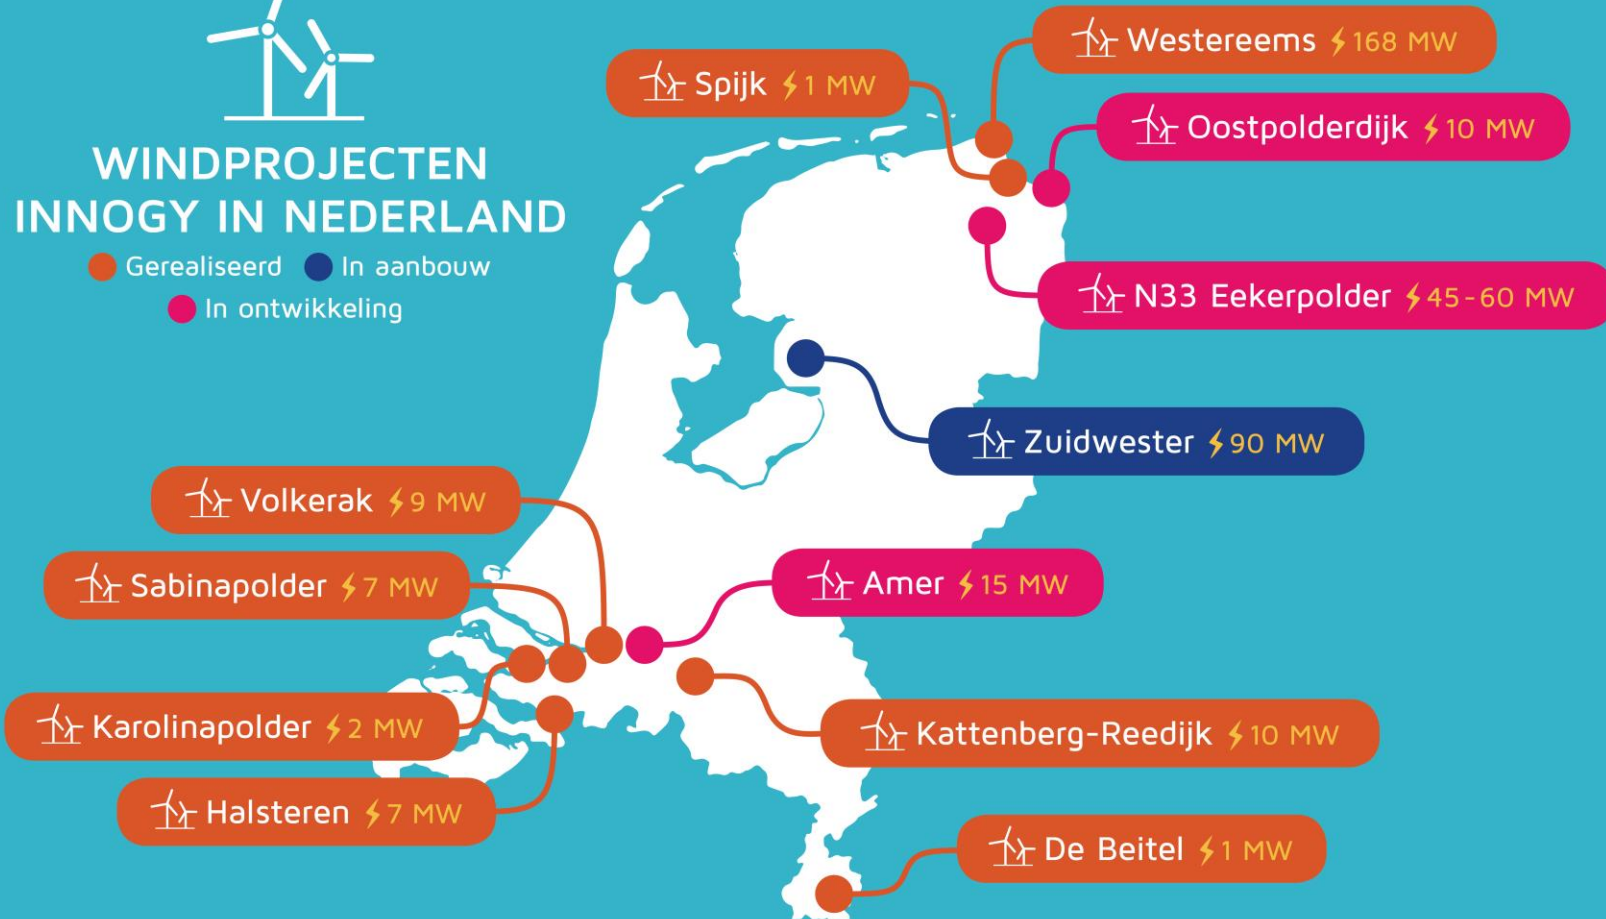 WINDPROJECTEN
INNOGY IN NEDERLAND
Gerealiseerd In aanbouw
In ontwikkeling
Westereems 168 MW
Spijk 1 MW
Oostpolderdijk 10 MW
N33 Eekerpolder 45-60 MW
Zuidwester 90 MW
Volkerak 9 MW
Sabinapolder 7 MW
Amer 15 MW
Karolinapolder 2 MW
Kattenberg-Reedijk 10 MW
Halsteren 7 MW
De Beitel 1 MW